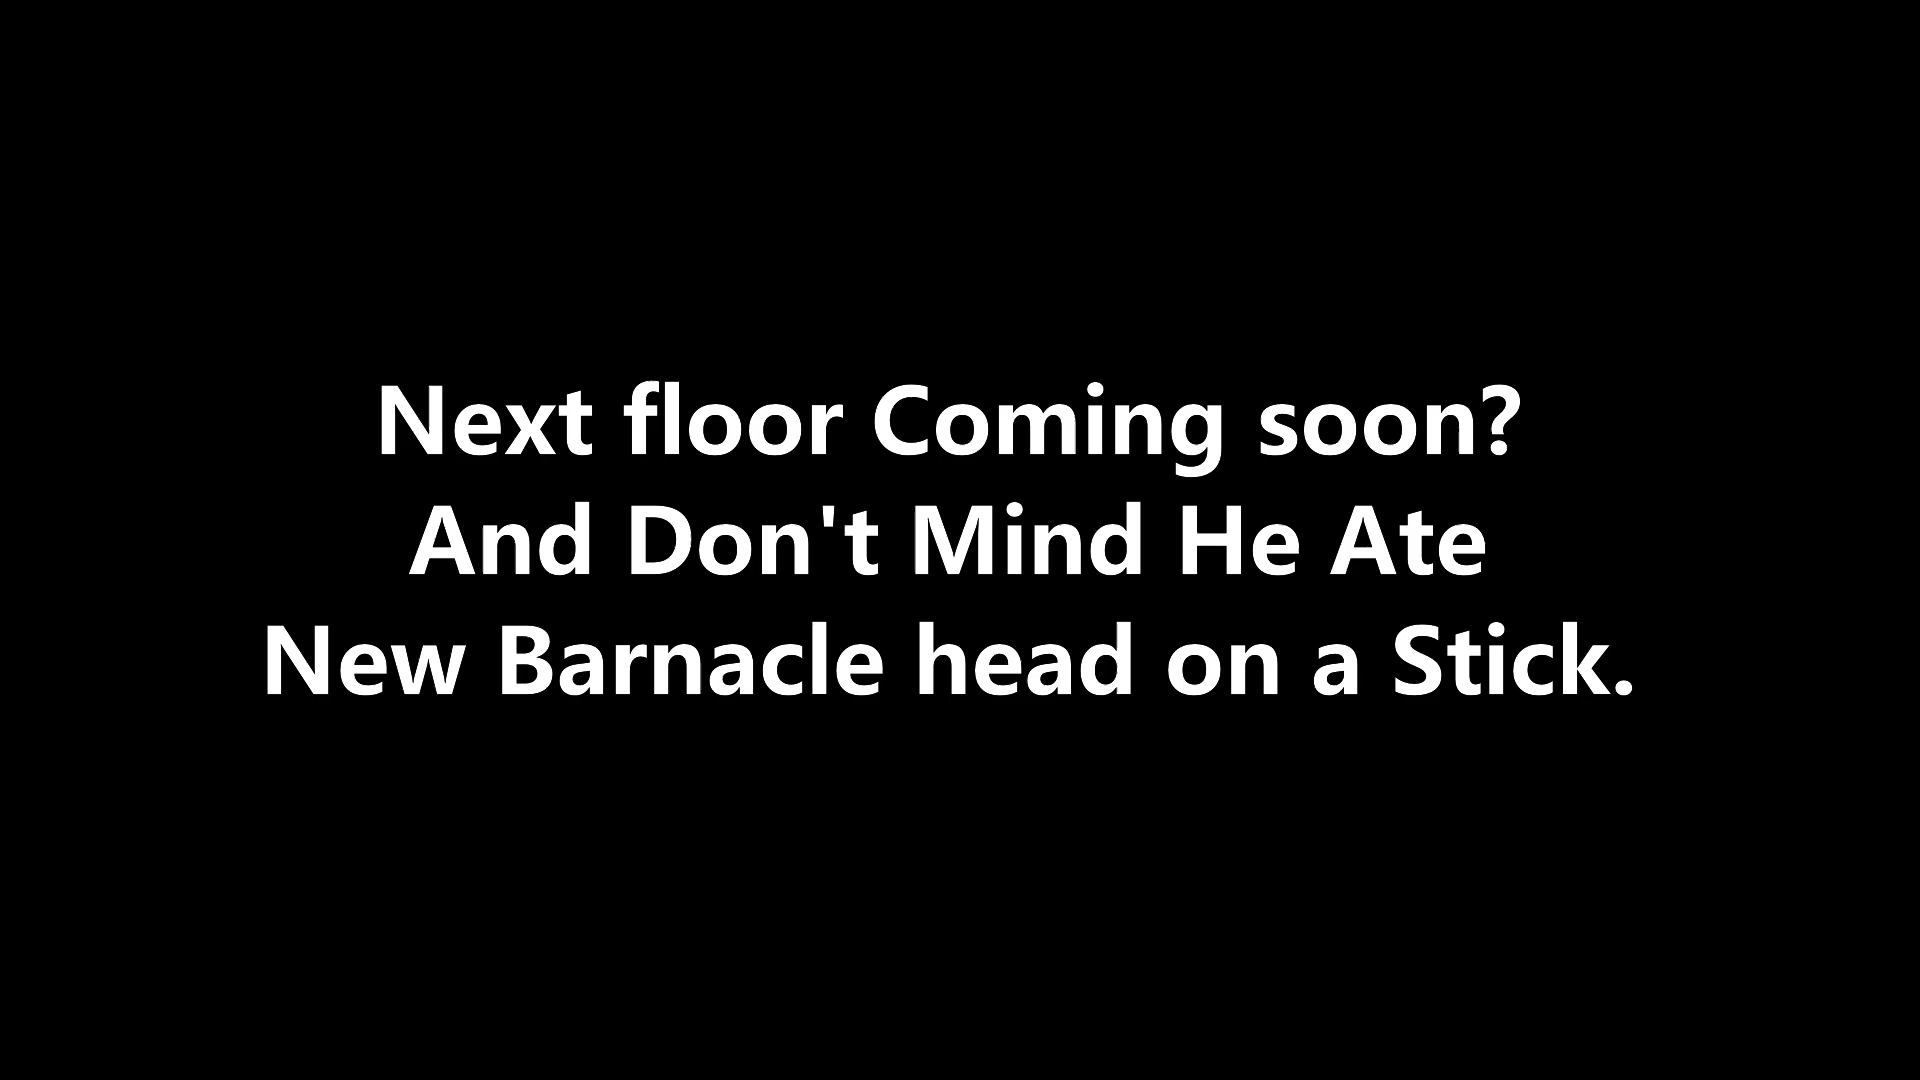 Next floor Coming soon?
And Don't Mind He Ate
New Barnacle head on a Stick.